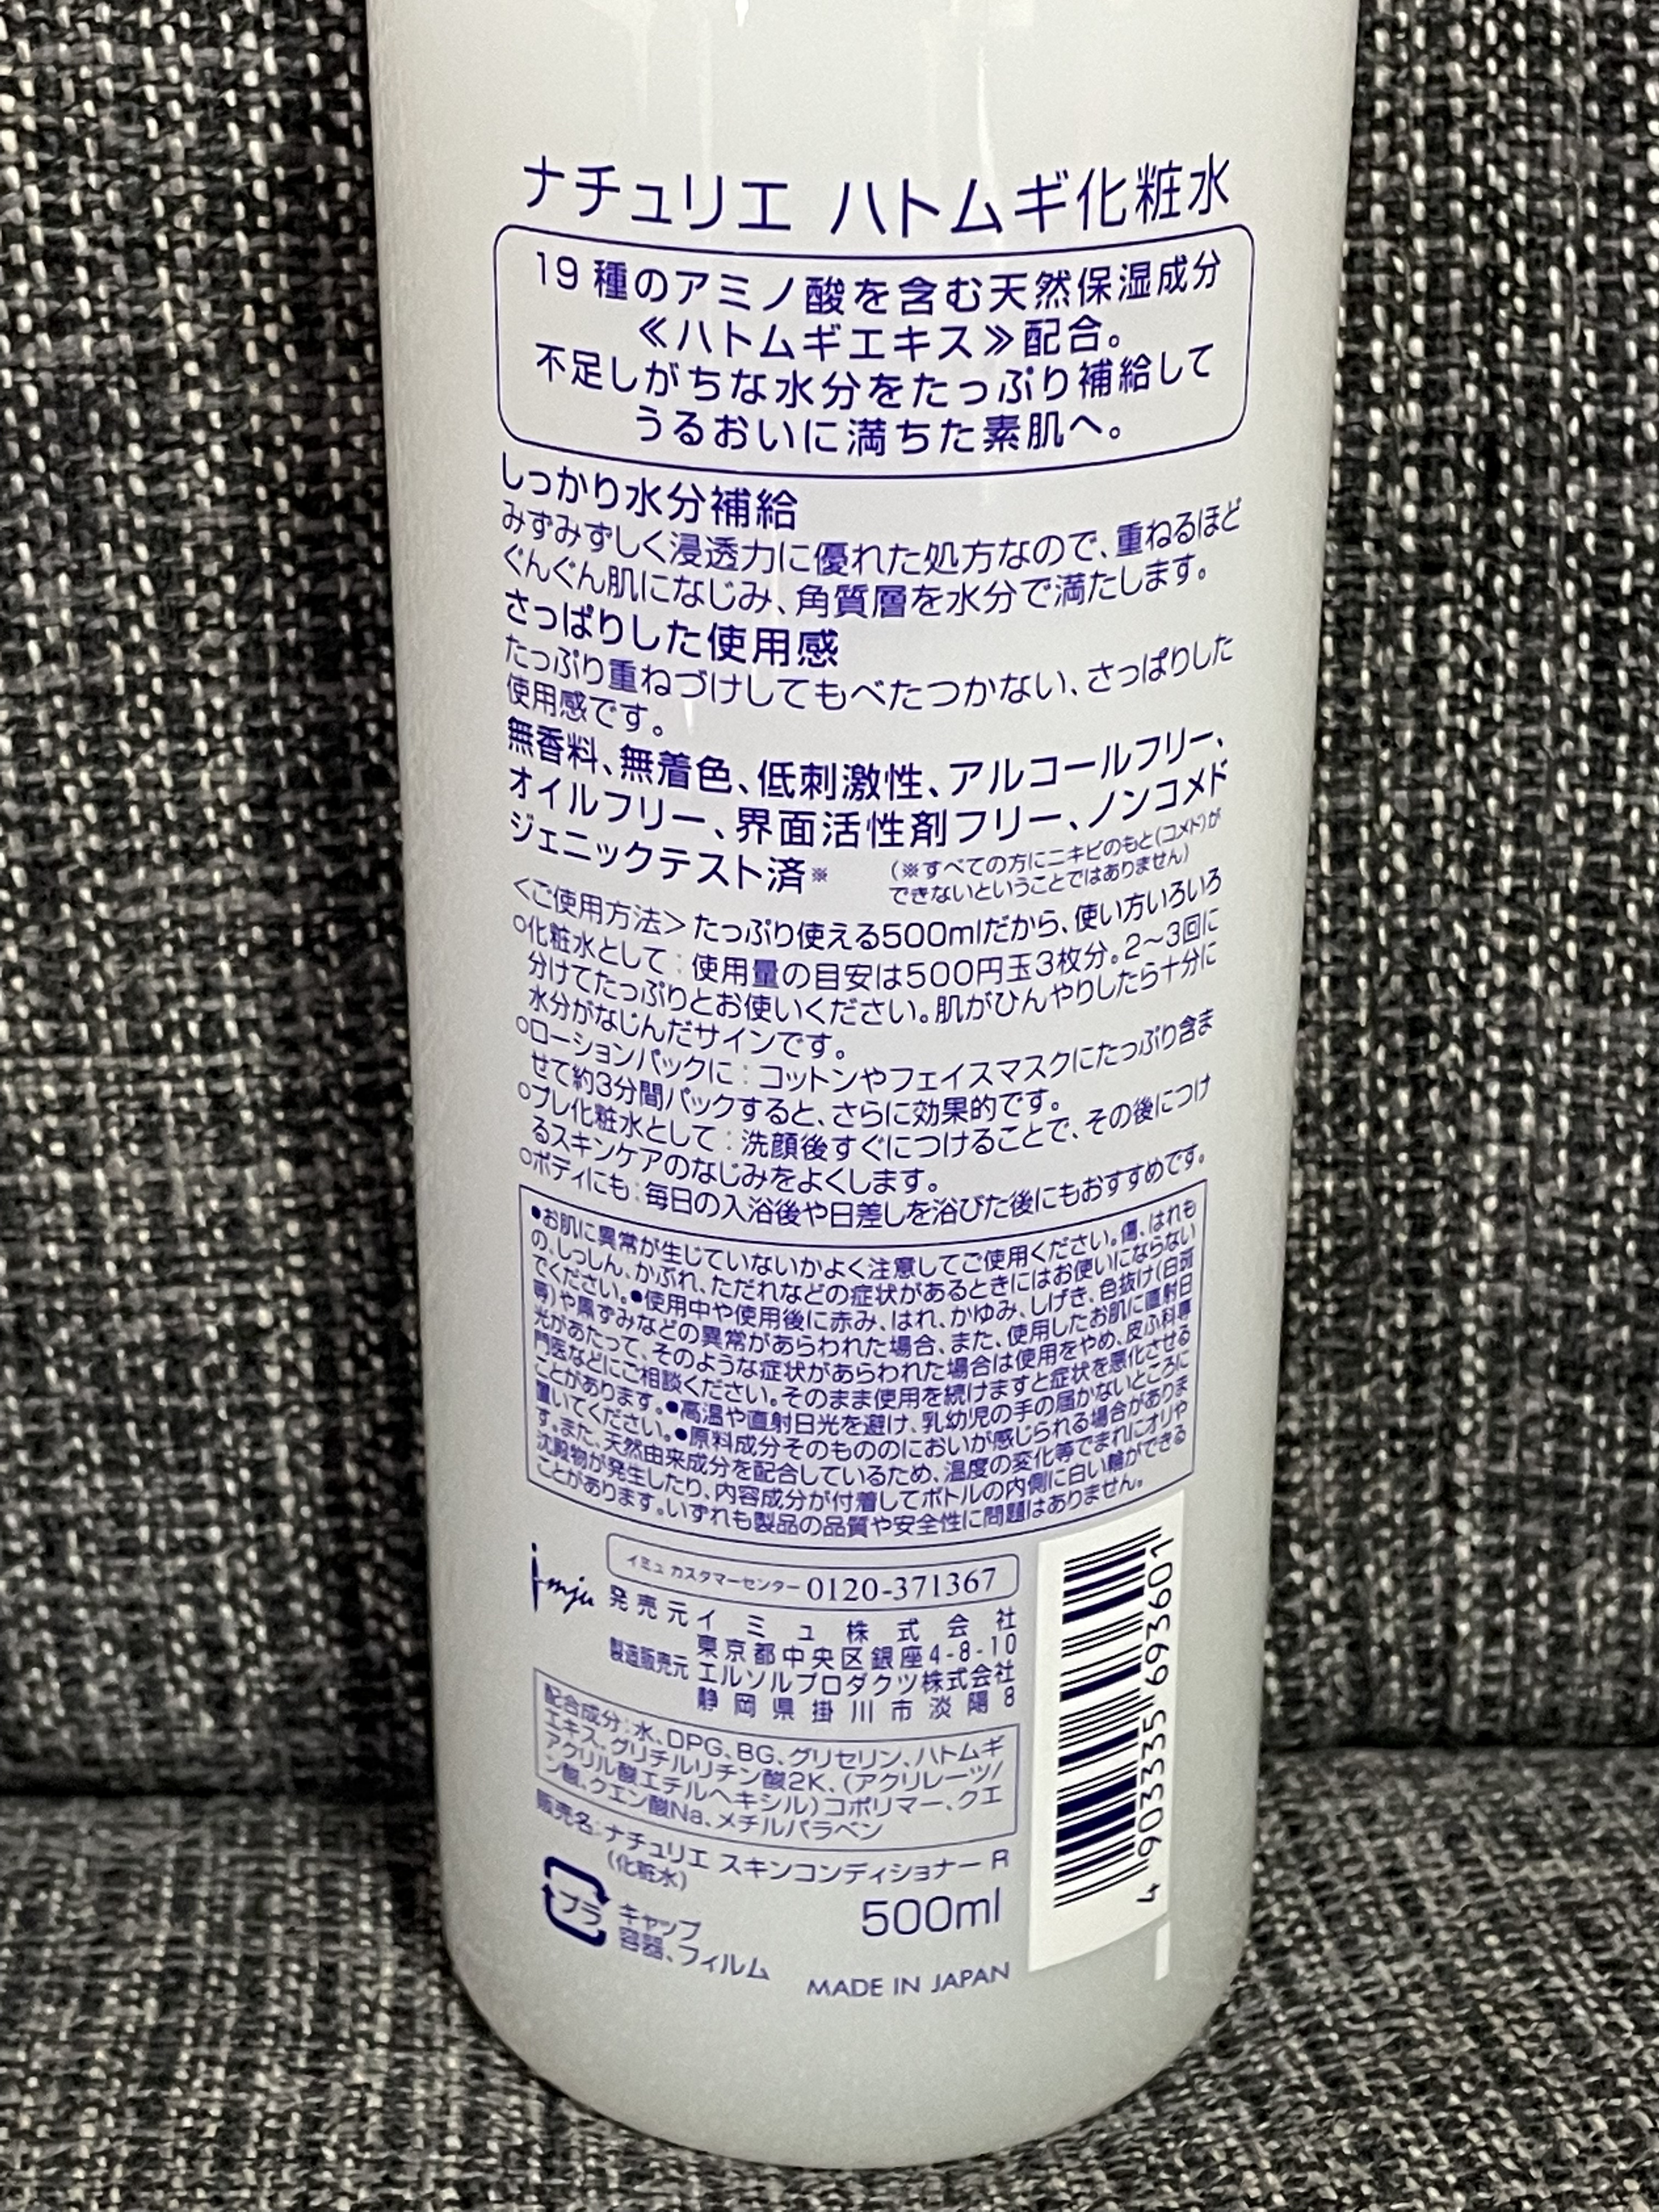 ナチュリエ ハトムギ化粧水
19種のアミノ酸を含む天然保湿成分
≪ハトムギエキス≫配合。
不足しがちな水分をたっぷり補給して
うるおいに満ちた素肌へ。
しっかり水分補給
みずみずしく浸透力に優れた処方なので、重ねるほど
ぐんぐん肌になじみ、角質層を水分で満たします。
さっぱりした使用感
たっぷり重ねづけしてもべたつかない、さっぱりした
使用感です。
無香料、無着色、低刺激性、アルコールフリー、
オイルフリー、界面活性剤フリー、ノンコメド
ジェニックテスト済※
(※すべての方にニキビのもと(コメド)が
できないということではありません)
＜ご使用方法＞たっぷり使える500mlだから、使い方いろいろ
○化粧水として：使用量の目安は500円玉3枚分。2～3回に
分けてたっぷりとお使いください。肌がひんやりしたら十分に
水分がなじんだサインです。
○ローションパックに：コットンやフェイスマスクにたっぷり含ま
せて約3分間パックすると、さらに効果的です。
○プレ化粧水として：洗顔後すぐにつけることで、その後につけ
るスキンケアのなじみをよくします。
○ボディにも：毎日の入浴後や日差しを浴びた後にもおすすめです。
●お肌に異常が生じていないかよく注意してご使用ください。傷、はれも
の、しっしん、かぶれ、ただれなどの症状があるときにはお使いにならない
でください。●使用中や使用後に赤み、はれ、かゆみ、しげき、色抜け(白斑
等)や黒ずみなどの異常があらわれた場合、また、使用したお肌に直射日
光があたって、そのような症状があらわれた場合は使用をやめ、皮ふ科専
門医などにご相談ください。そのまま使用を続けますと症状を悪化させる
ことがあります。●高温や直射日光を避け、乳幼児の手の届かないところに
置いてください。●原料成分そのもののにおいが感じられる場合がありま
す。また、天然由来成分を配合しているため、温度の変化等でまれにオリや
沈殿物が発生したり、内容成分が付着してボトルの内側に白い輪ができる
ことがあります。いずれも製品の品質や安全性に問題はありません。
imju
イミュ カスタマーセンター 0120-371367
発売元 イミュ株式会社
東京都中央区銀座4-8-10
製造販売元 エルソルプロダクツ株式会社
静岡県掛川市淡陽8
配合成分：水、DPG、BG、グリセリン、ハトムギ
エキス、グリチルリチン酸2K、(アクリレーツ/
アクリル酸エチルヘキシル)コポリマー、クエ
ン酸、クエン酸Na、メチルパラベン
販売名：ナチュリエ スキンコンディショナー R
(化粧水)
プラ
キャップ
容器、フィルム
500ml
MADE IN JAPAN
4 903335 693601